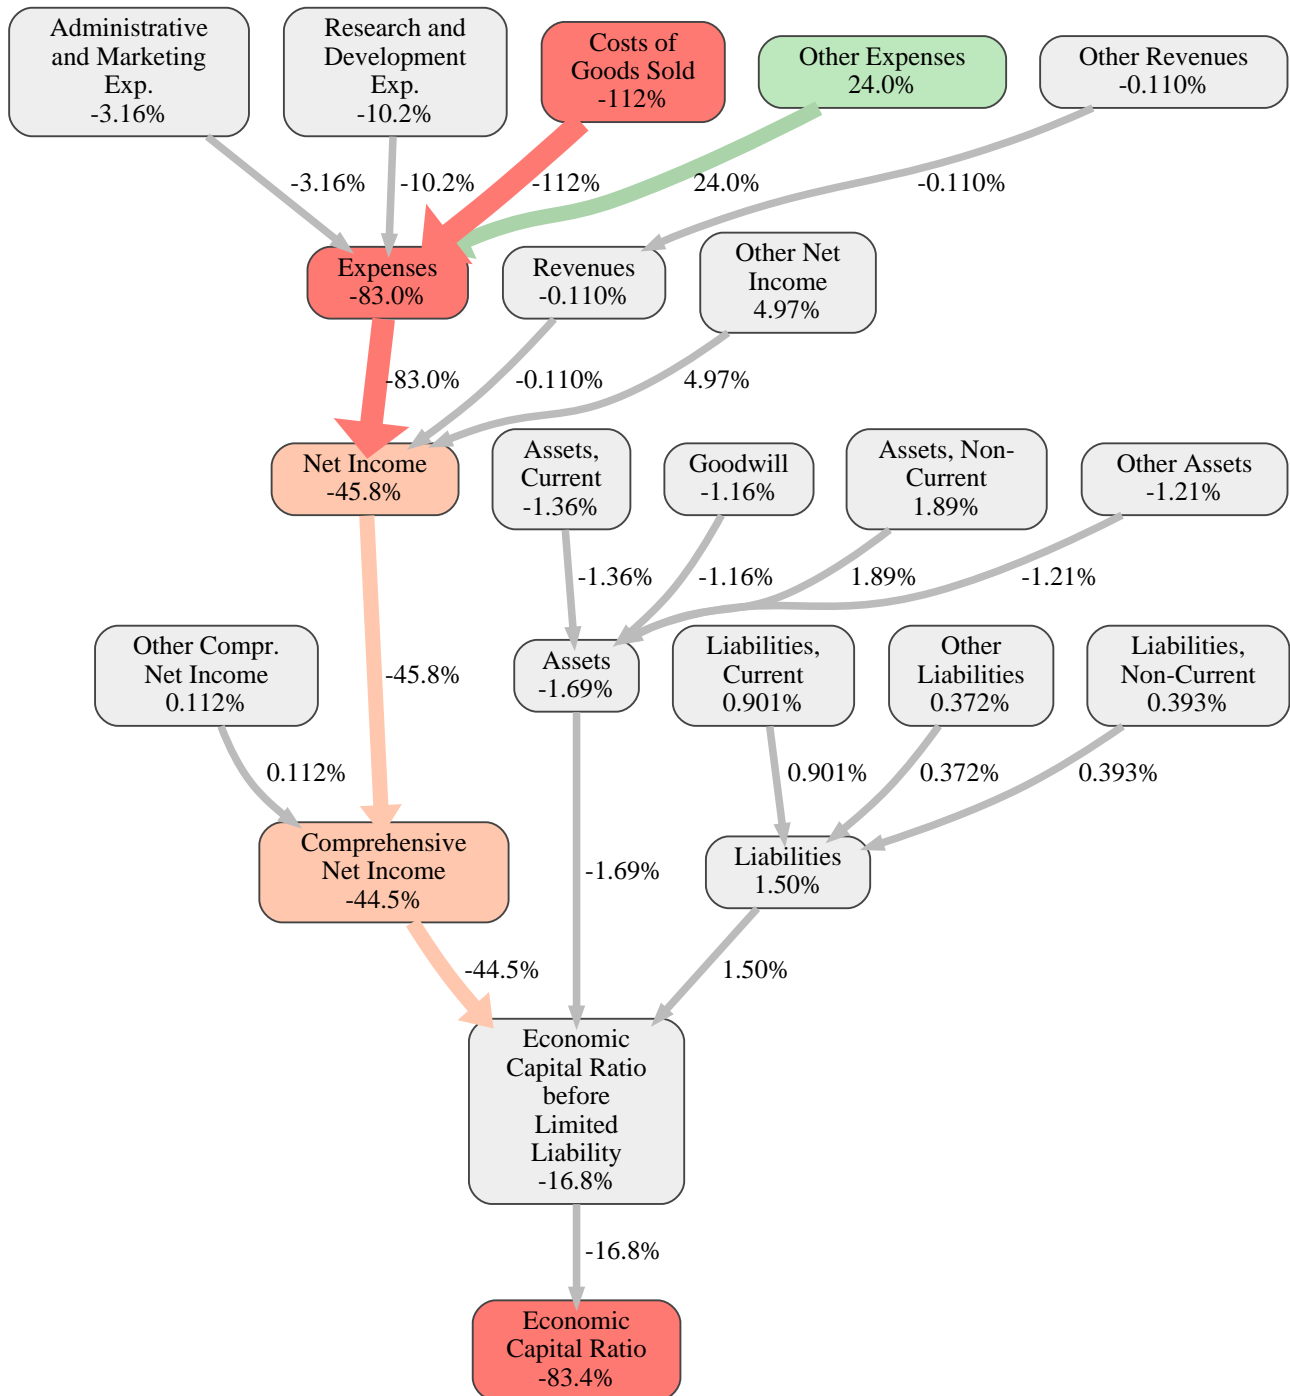 Administrative
and Marketing
Exp.
-3.16%
Research and
Development
Exp.
-10.2%
Costs of
Goods Sold
-112%
Other Expenses
24.0%
Other Revenues
-0.110%
-3.16%
-10.2%
-112%
24.0%
-0.110%
Expenses
-83.0%
Revenues
-0.110%
Other Net
Income
4.97%
-83.0%
-0.110%
4.97%
Net Income
-45.8%
Assets,
Current
-1.36%
Goodwill
-1.16%
Assets, Non-
Current
1.89%
Other Assets
-1.21%
-1.36%
-1.16%
1.89%
-1.21%
Other Compr.
Net Income
0.112%
-45.8%
Assets
-1.69%
Liabilities,
Current
0.901%
Other
Liabilities
0.372%
Liabilities,
Non-Current
0.393%
0.112%
0.901%
0.372%
0.393%
Comprehensive
Net Income
-44.5%
-1.69%
Liabilities
1.50%
-44.5%
1.50%
Economic
Capital Ratio
before
Limited
Liability
-16.8%
-16.8%
Economic
Capital Ratio
-83.4%